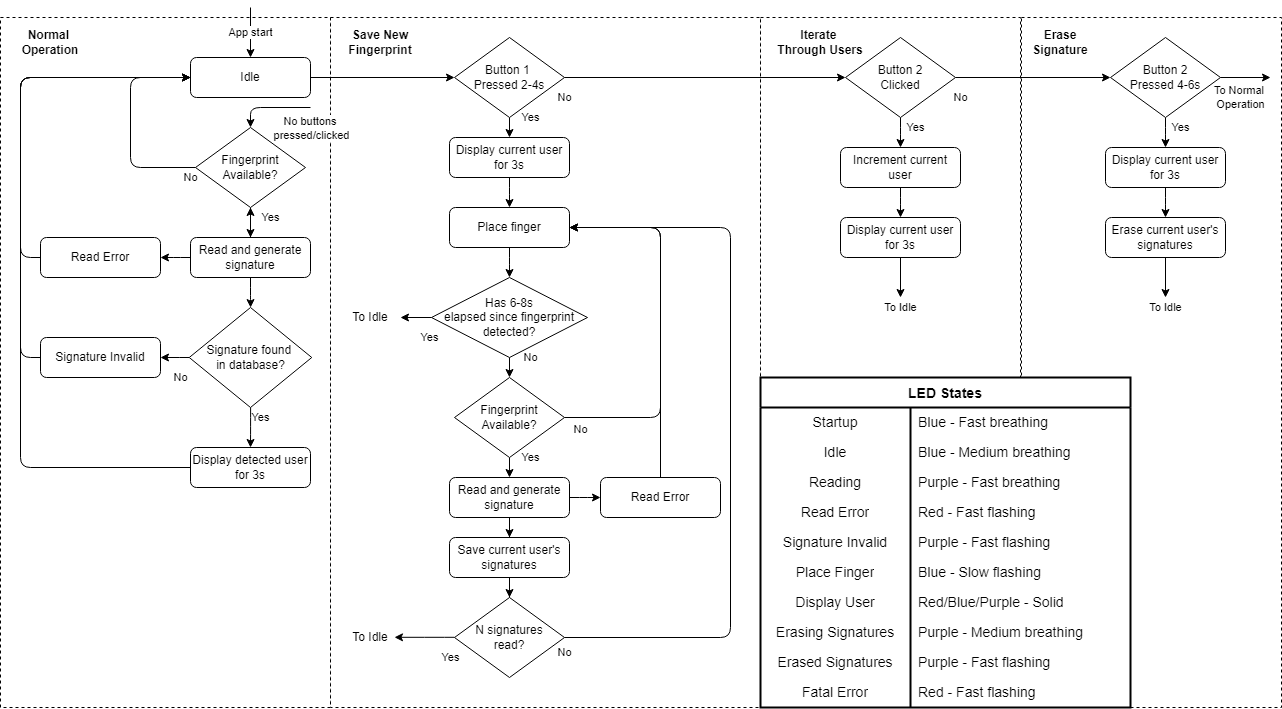 Normal
Operation
App start
Idle
No buttons
pressed/clicked
Fingerprint
Available?
No
Yes
Read and generate
signature
Read Error
Signature found
in database?
Signature Invalid
No
Yes
Display detected user
for 3s
Save New
Fingerprint
Button 1
Pressed 2-4s
No
Yes
Display current user
for 3s
Place finger
Has 6-8s
elapsed since fingerprint
detected?
To Idle
Yes
No
Fingerprint
Available?
No
Yes
Read and generate
signature
Read Error
Save current user's
signatures
N signatures
read?
To Idle
Yes
No
Iterate
Through Users
Button 2
Clicked
No
Yes
Increment current
user
Display current user
for 3s
To Idle
Erase
Signature
Button 2
Pressed 4-6s
To Normal
Operation
Yes
Display current user
for 3s
Erase current user's
signatures
To Idle
LED States
Startup Blue - Fast breathing
Idle Blue - Medium breathing
Reading Purple - Fast breathing
Read Error Red - Fast flashing
Signature Invalid Purple - Fast flashing
Place Finger Blue - Slow flashing
Display User Red/Blue/Purple - Solid
Erasing Signatures Purple - Medium breathing
Erased Signatures Purple - Fast flashing
Fatal Error Red - Fast flashing